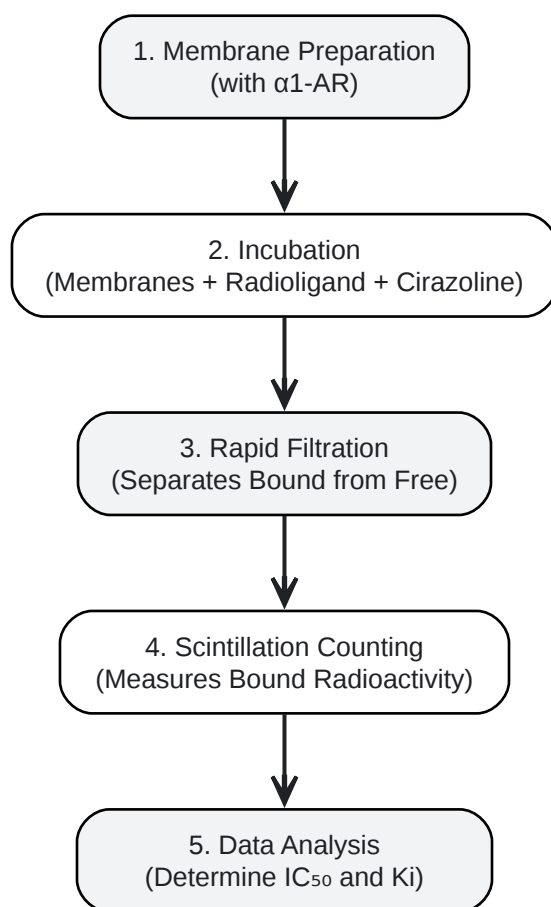 1. Membrane Preparation
(with α1-AR)
2. Incubation
(Membranes + Radioligand + Cirazoline)
3. Rapid Filtration
(Separates Bound from Free)
4. Scintillation Counting
(Measures Bound Radioactivity)
5. Data Analysis
(Determine IC₅₀ and Ki)